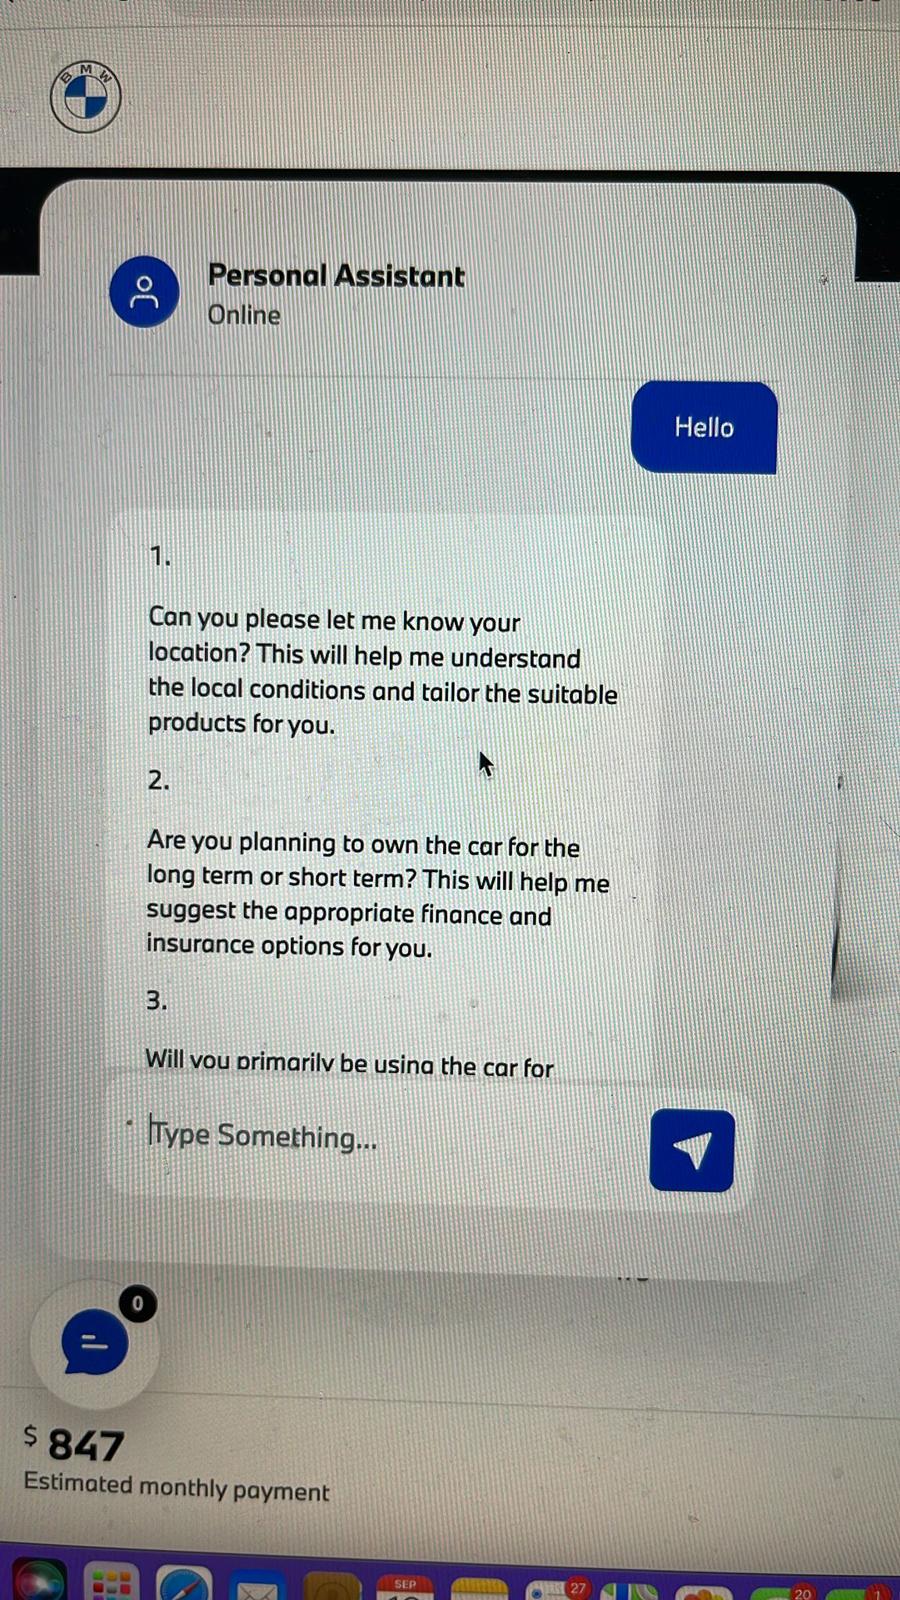 BMW
Personal Assistant
Online
Hello
1.
Can you please let me know your
location? This will help me understand
the local conditions and tailor the suitable
products for you.
2.
Are you planning to own the car for the
long term or short term? This will help me
suggest the appropriate finance and
insurance options for you.
3.
Will you primarily be using the car for
Type Something...
0
$ 847
Estimated monthly payment
SEP
27
20
1